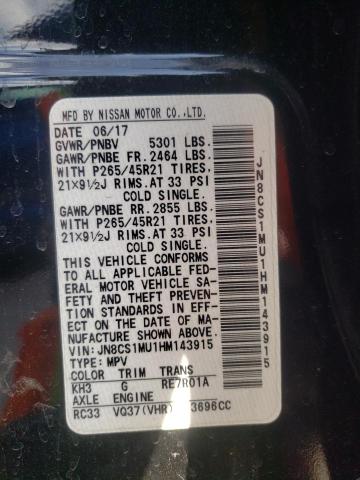 MFD BY NISSAN MOTOR CO.,LTD.
DATE 06/17
GVWR/PNBV 5301 LBS.
GAWR/PNBE FR. 2464 LBS.
WITH P265/45R21 TIRES.
21X9½J RIMS. AT 33 PSI
COLD SINGLE.
GAWR/PNBE RR. 2855 LBS.
WITH P265/45R21 TIRES.
21X9½J RIMS. AT 33 PSI
COLD SINGLE.
THIS VEHICLE CONFORMS
TO ALL APPLICABLE FED-
ERAL MOTOR VEHICLE SA-
FETY AND THEFT PREVENTI-
ON STANDARDS IN EFF-
ECT ON THE DATE OF MA-
NUFACTURE SHOWN ABOVE.
VIN: JN8CS1MU1HM143915
TYPE: MPV
COLOR TRIM TRANS
KH3 G RE7R01A
AXLE ENGINE
RC33 VQ37(VHR) 3696CC
JN8CS1MU1HM143915